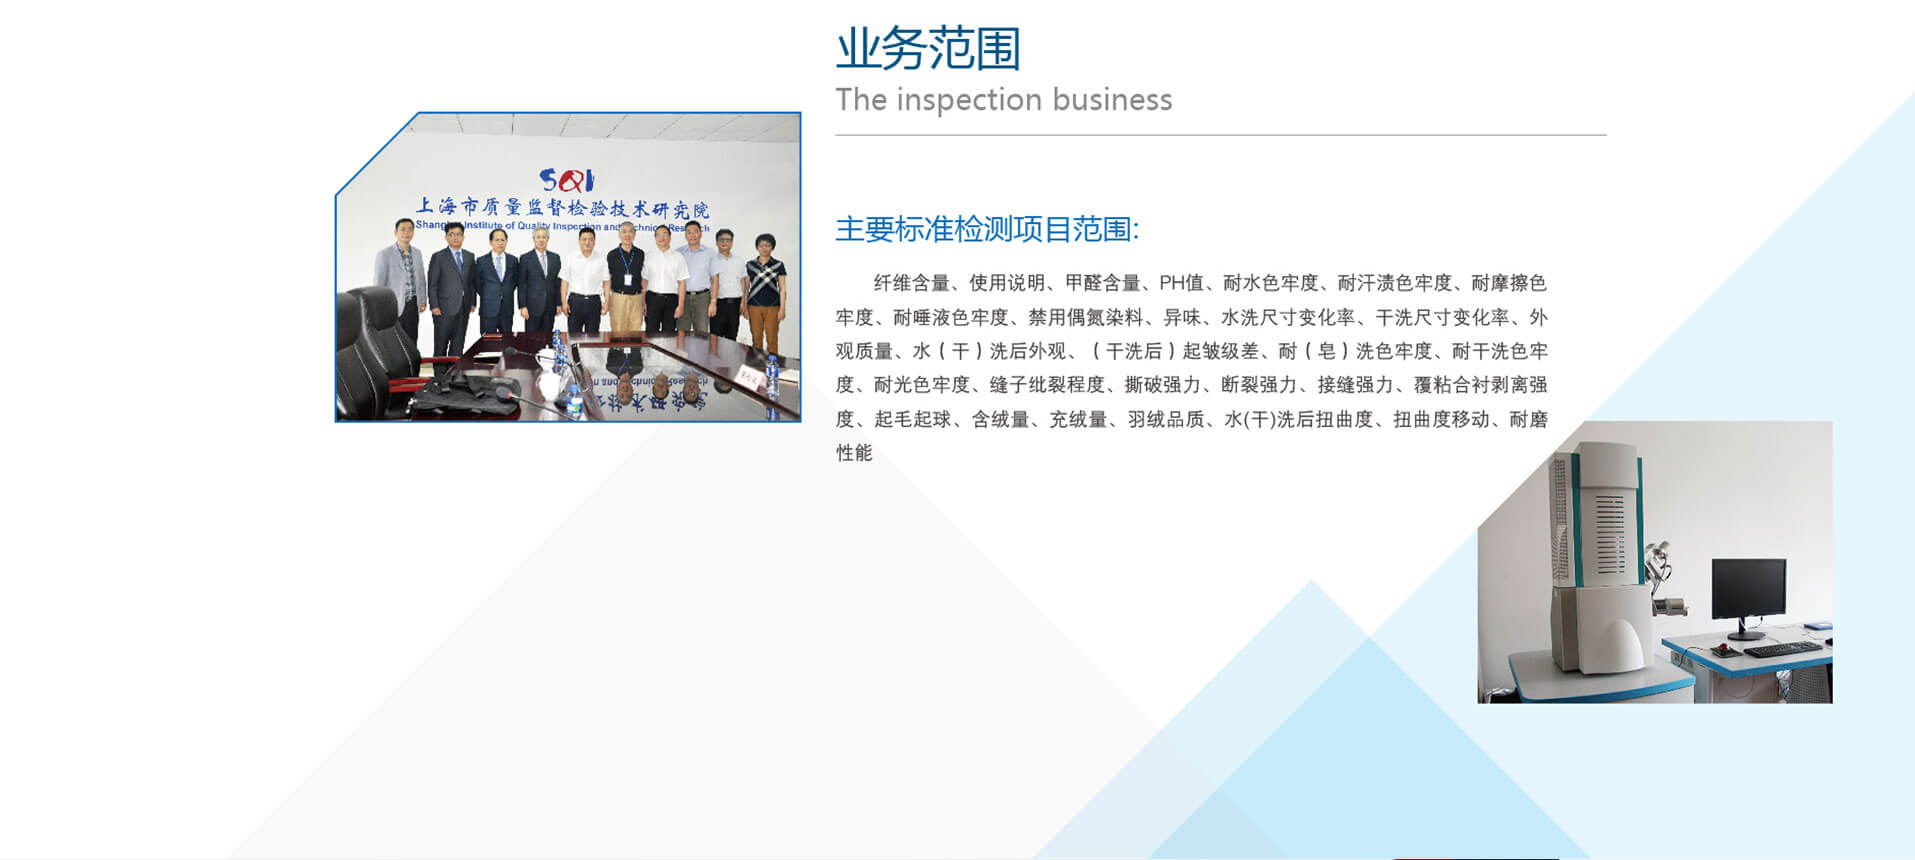 业务范围
The inspection business
SQI
上海市质量监督检验技术研究院
Shanghai Institute of Quality Inspection and Technical Research
主要标准检测项目范围:
纤维含量、使用说明、甲醛含量、PH值、耐水色牢度、耐汗渍色牢度、耐摩擦色
牢度、耐唾液色牢度、禁用偶氮染料、异味、水洗尺寸变化率、干洗尺寸变化率、外
观质量、水（干）洗后外观、（干洗后）起皱级差、耐（皂）洗色牢度、耐干洗色牢
度、耐光色牢度、缝子纰裂程度、撕破强力、断裂强力、接缝强力、覆粘合衬剥离强
度、起毛起球、含绒量、充绒量、羽绒品质、水(干)洗后扭曲度、扭曲度移动、耐磨
性能